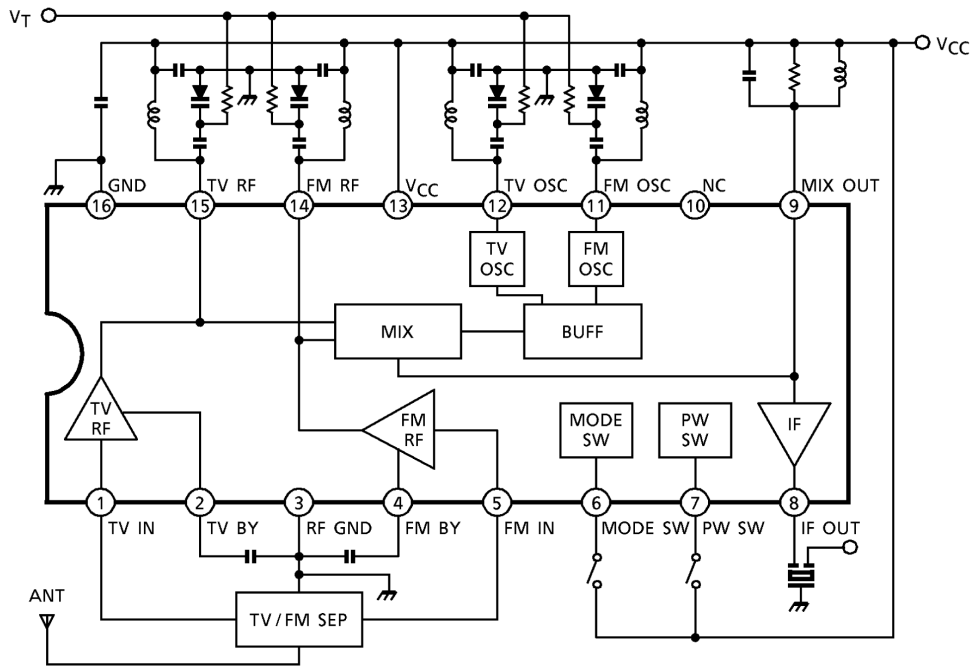 VT
VCC
GND
TV RF
FM RF
VCC
TV OSC
FM OSC
NC
MIX OUT
16
15
14
13
12
11
10
9
TV
OSC
FM
OSC
MIX
BUFF
TV
RF
FM
RF
MODE
SW
PW
SW
IF
1
2
3
4
5
6
7
8
TV IN
TV BY
RF GND
FM BY
FM IN
MODE SW
PW SW
IF OUT
ANT
TV/FM SEP